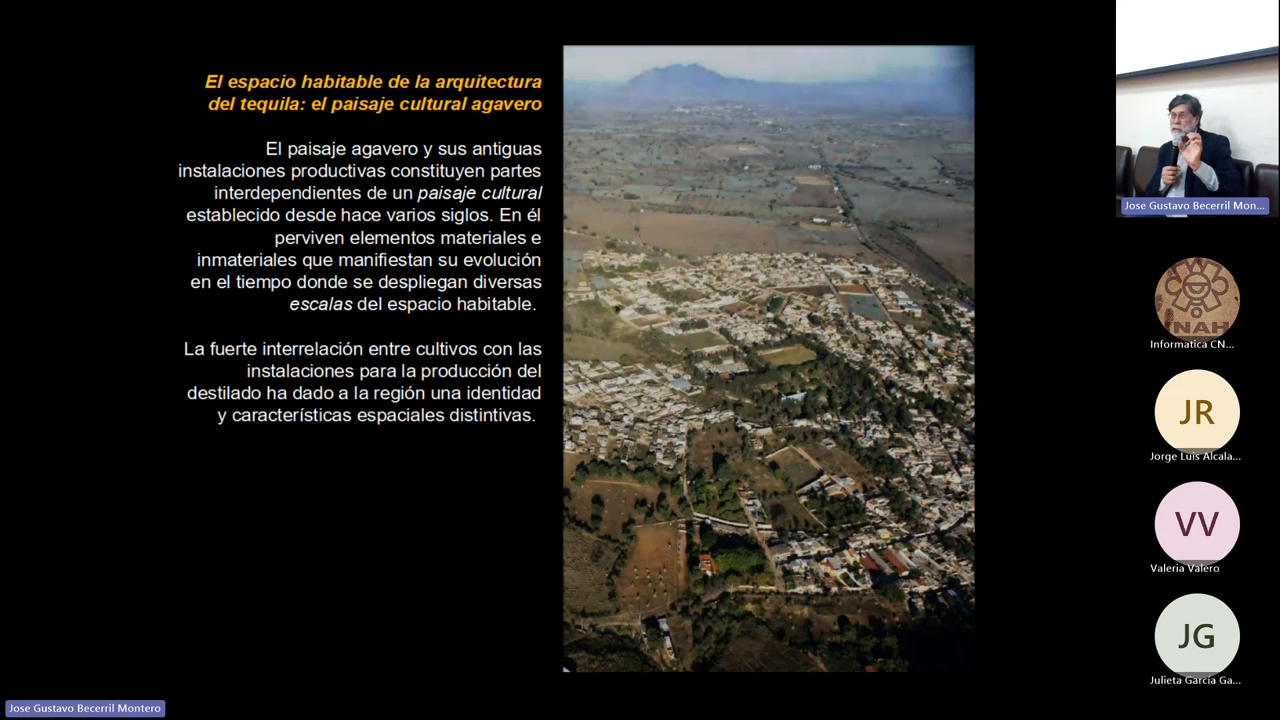 El espacio habitable de la arquitectura
del tequila: el paisaje cultural agavero
El paisaje agavero y sus antiguas
instalaciones productivas constituyen partes
interdependientes de un paisaje cultural
establecido desde hace varios siglos. En él
perviven elementos materiales e
inmateriales que manifiestan su evolución
en el tiempo donde se despliegan diversas
escalas del espacio habitable.
La fuerte interrelación entre cultivos con las
instalaciones para la producción del
destilado ha dado a la región una identidad
y características espaciales distintivas.
Jose Gustavo Becerril Mon...
INAH
Informatica CN...
JR
Jorge Luis Alcala...
VV
Valeria Valero
JG
Julieta García Ga...
Jose Gustavo Becerril Montero